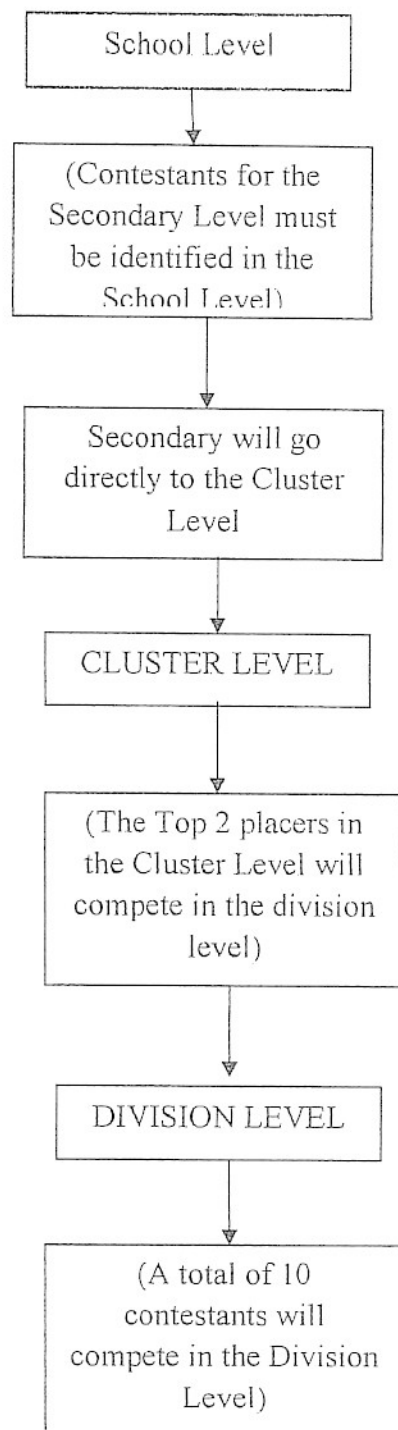 School Level
(Contestants for the
Secondary Level must
be identified in the
School Level)
Secondary will go
directly to the Cluster
Level
CLUSTER LEVEL
(The Top 2 placers in
the Cluster Level will
compete in the division
level)
DIVISION LEVEL
(A total of 10
contestants will
compete in the Division
Level)